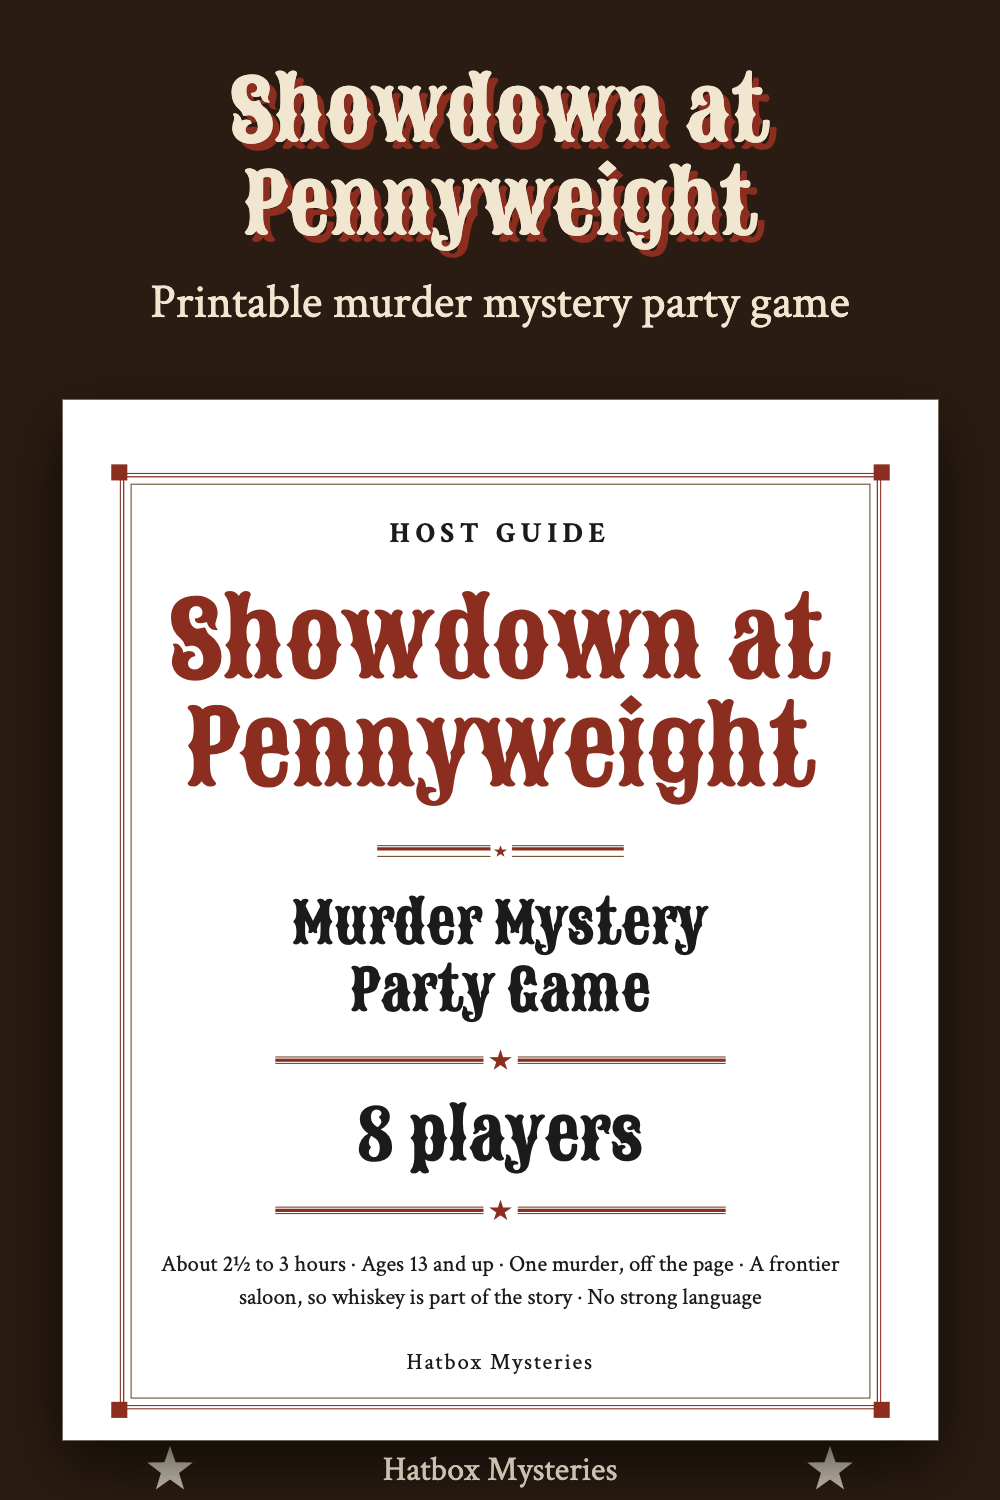 Showdown at
Pennyweight
Printable murder mystery party game
HOST GUIDE
Showdown at
Pennyweight
Murder Mystery
Party Game
8 players
About 2½ to 3 hours · Ages 13 and up · One murder, off the page · A frontier
saloon, so whiskey is part of the story · No strong language
Hatbox Mysteries
Hatbox Mysteries